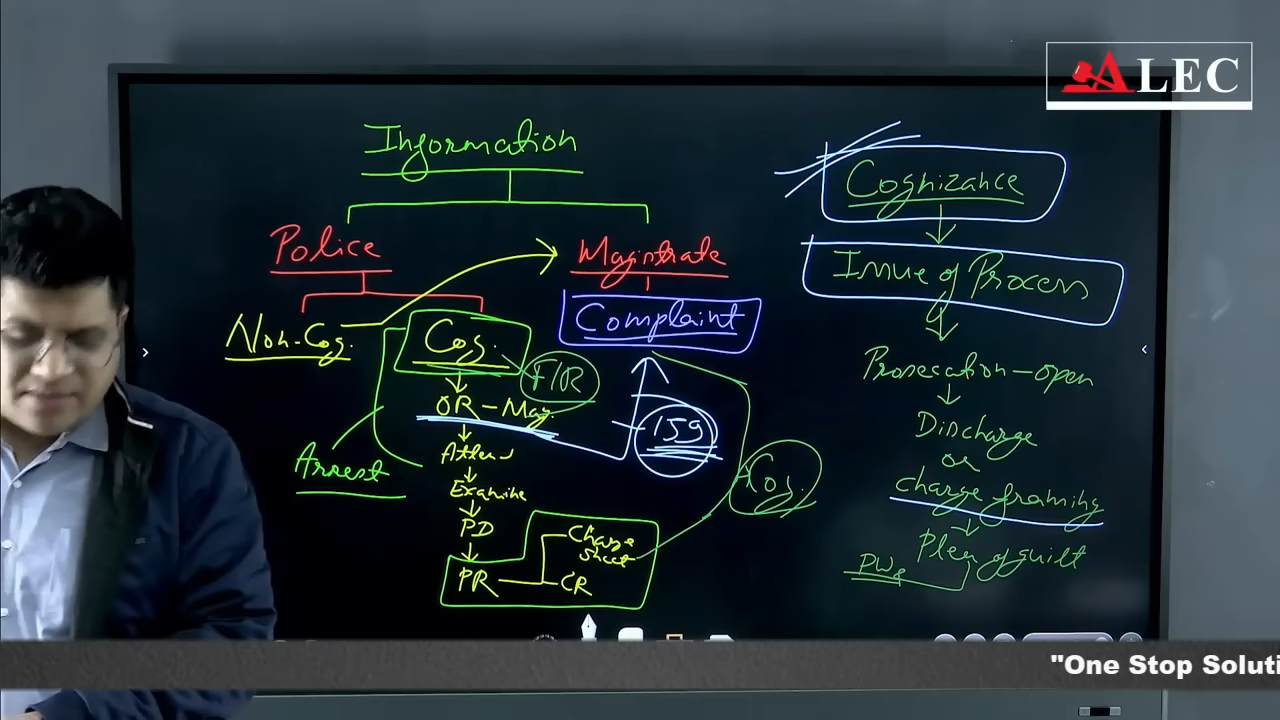 ALEC
Information
Police
Magistrate
Non-Cog.
Cog.
FIR
Complaint
OR - Mag.
159
Arrest
Examine
PD
PR
Charge
Sheet
CR
Cog.
Cognizance
Issue of Process
Prosecution - open
Discharge
or
charge framing
Plea of guilt
PWs
"One Stop Soluti